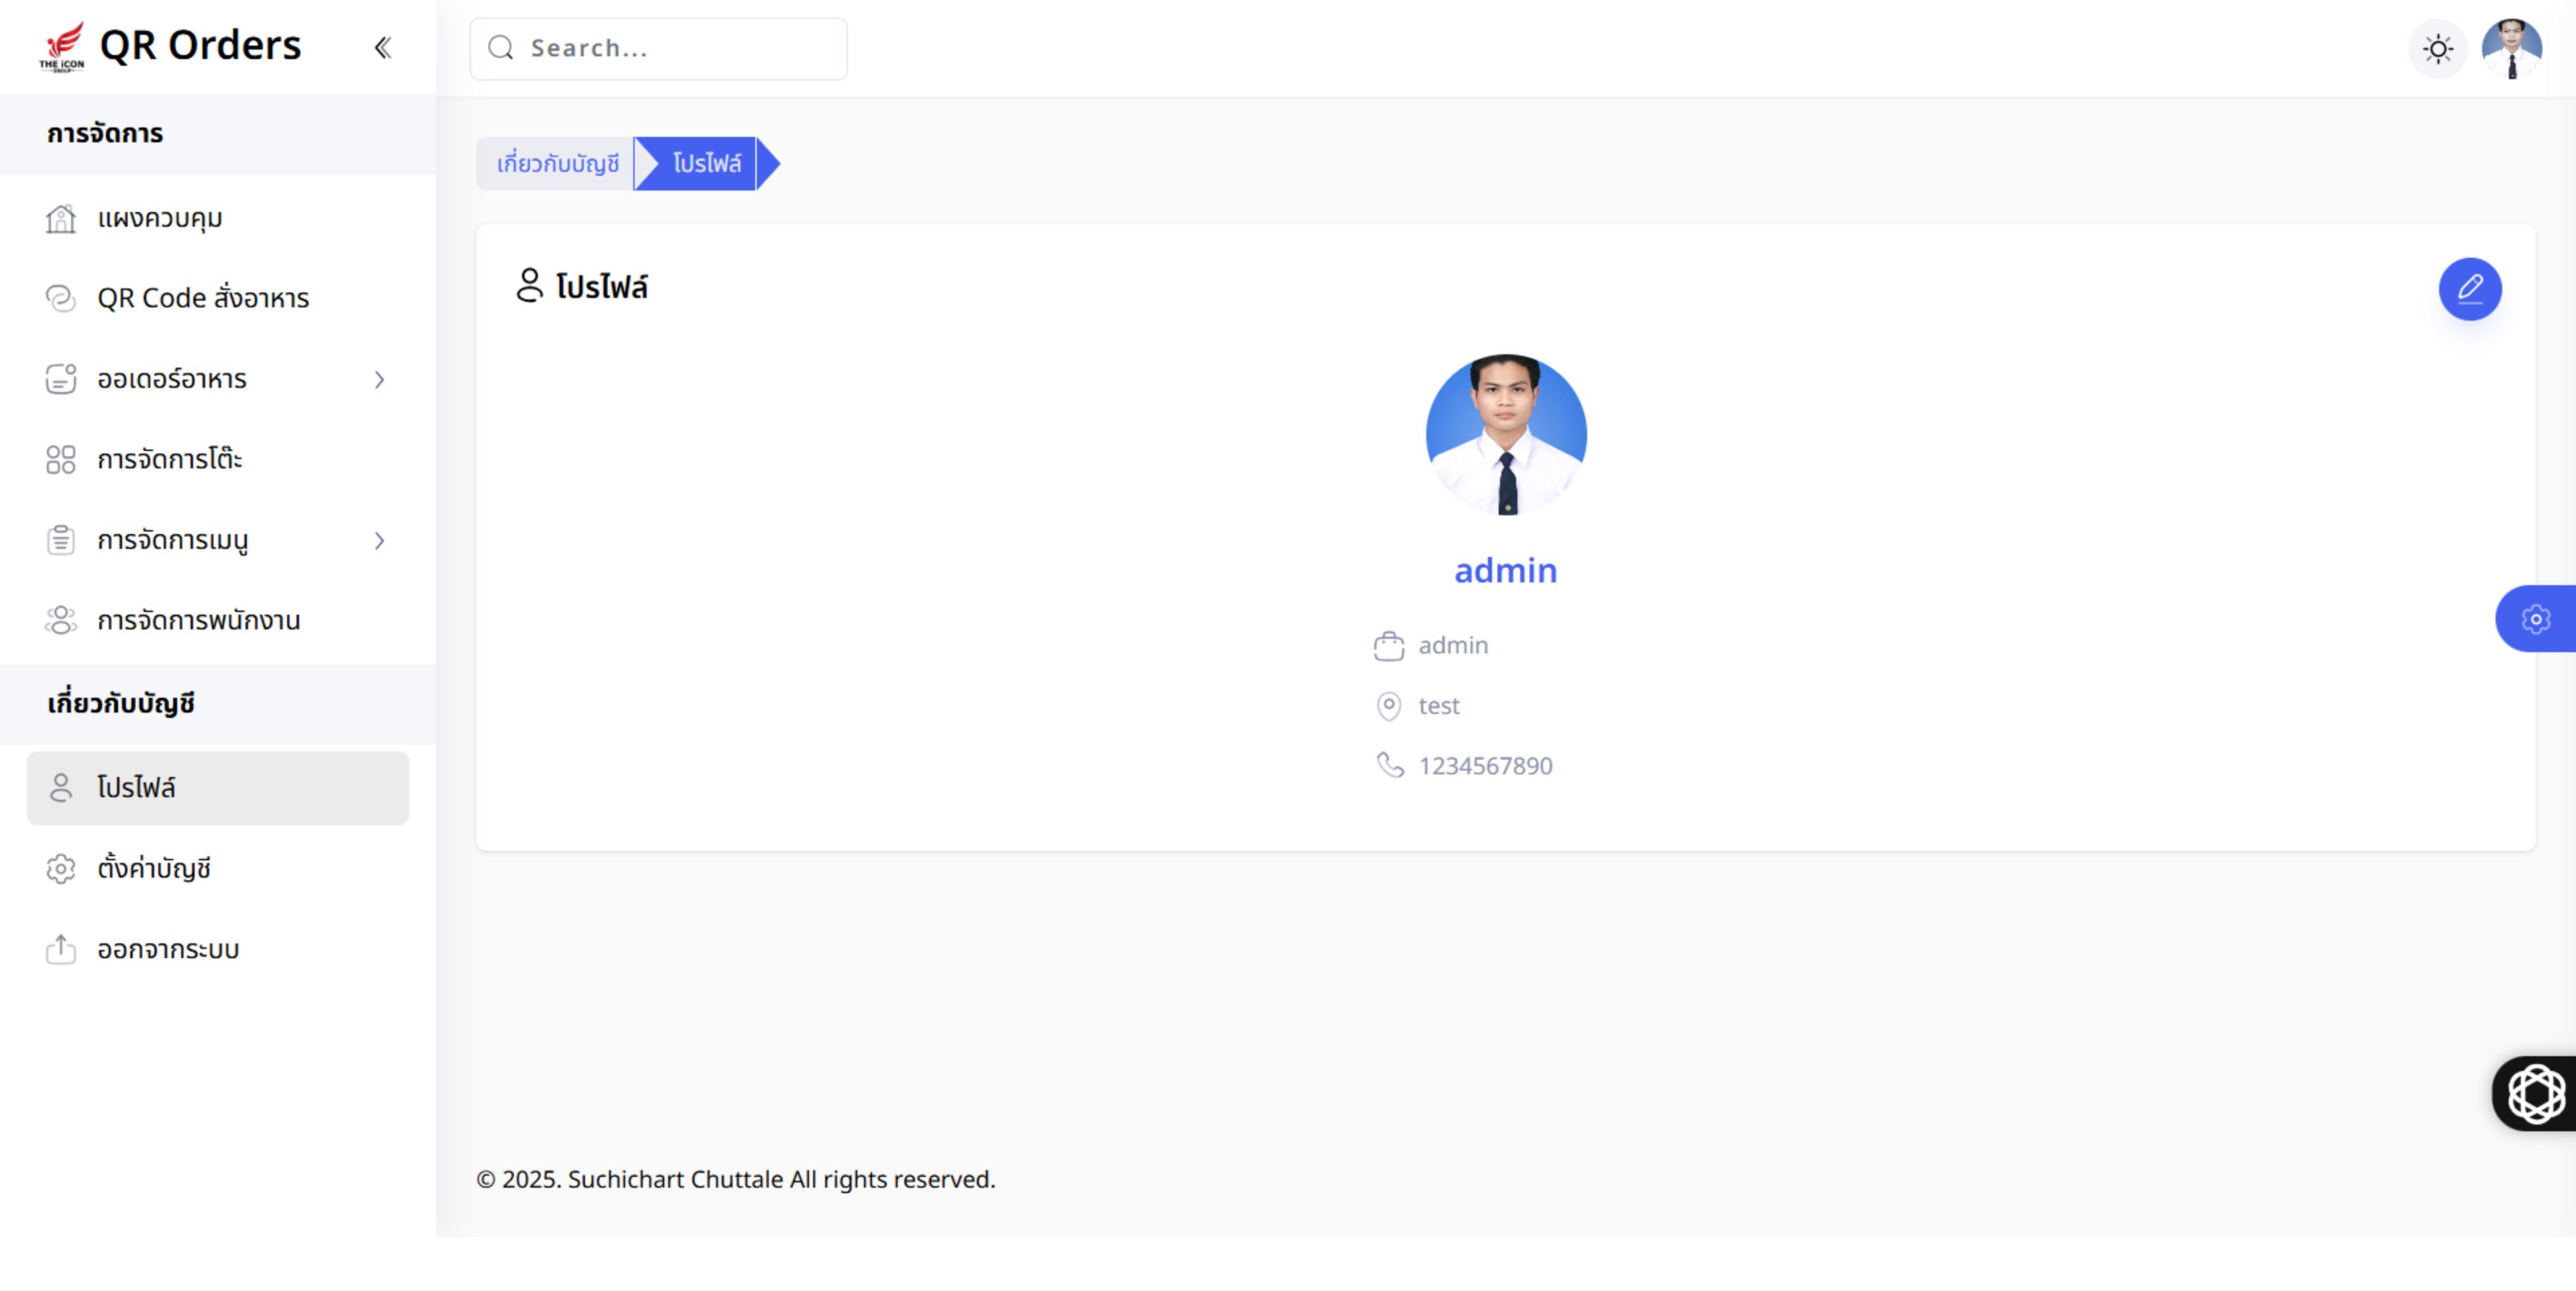 THE iCON
GROUP
QR Orders
Search...
การจัดการ
แผงควบคุม
QR Code สั่งอาหาร
ออเดอร์อาหาร
การจัดการโต๊ะ
การจัดการเมนู
การจัดการพนักงาน
เกี่ยวกับบัญชี
โปรไฟล์
ตั้งค่าบัญชี
ออกจากระบบ
เกี่ยวกับบัญชี โปรไฟล์
โปรไฟล์
admin
admin
test
1234567890
© 2025. Suchichart Chuttale All rights reserved.